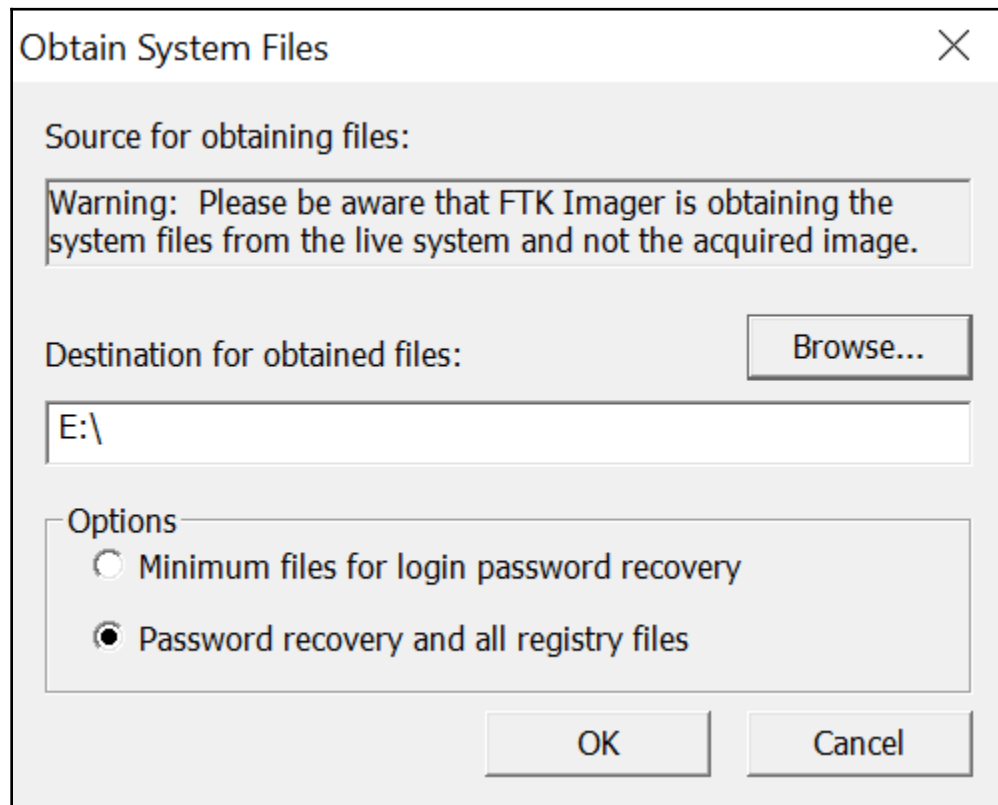 Obtain System Files
Source for obtaining files:
Warning:  Please be aware that FTK Imager is obtaining the
system files from the live system and not the acquired image.
Destination for obtained files:
Browse...
E:\
Options
Minimum files for login password recovery
Password recovery and all registry files
OK
Cancel